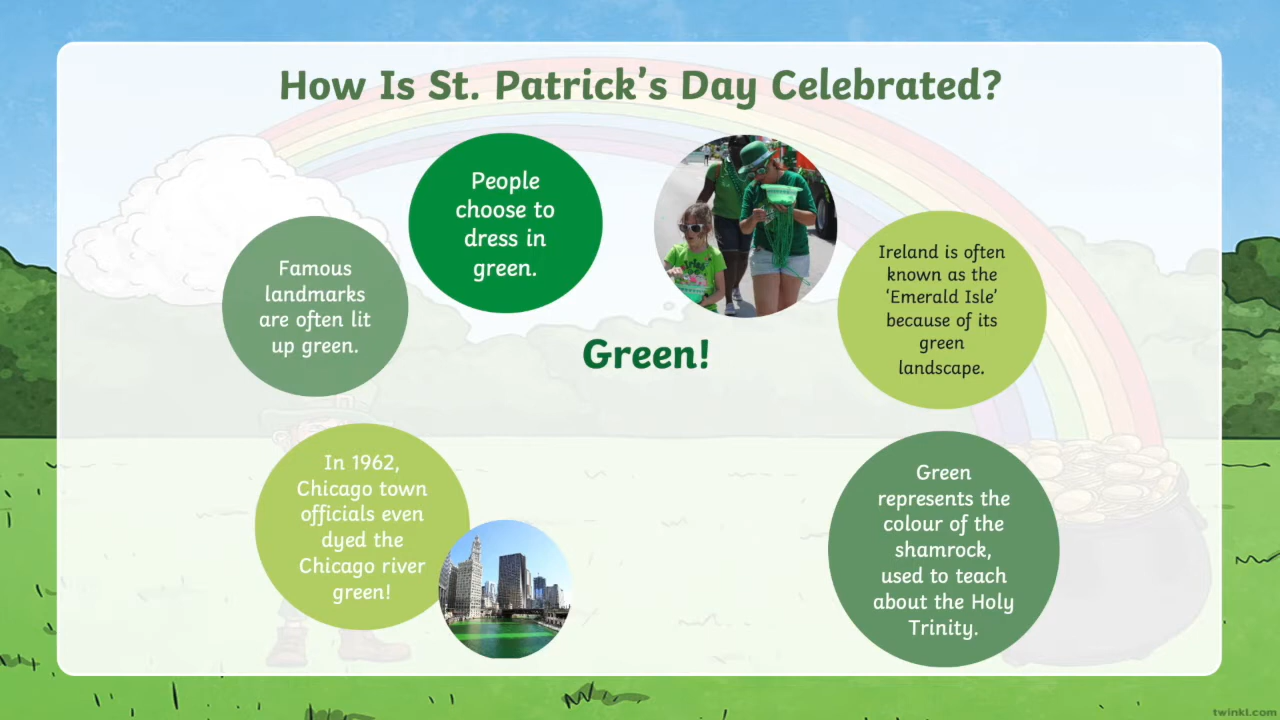 How Is St. Patrick's Day Celebrated?
People
choose to
dress in
green.
Famous
landmarks
are often lit
up green.
Ireland is often
known as the
‘Emerald Isle’
because of its
green
landscape.
Green!
In 1962,
Chicago town
officials even
dyed the
Chicago river
green!
Green
represents the
colour of the
shamrock,
used to teach
about the Holy
Trinity.
twinkl.com